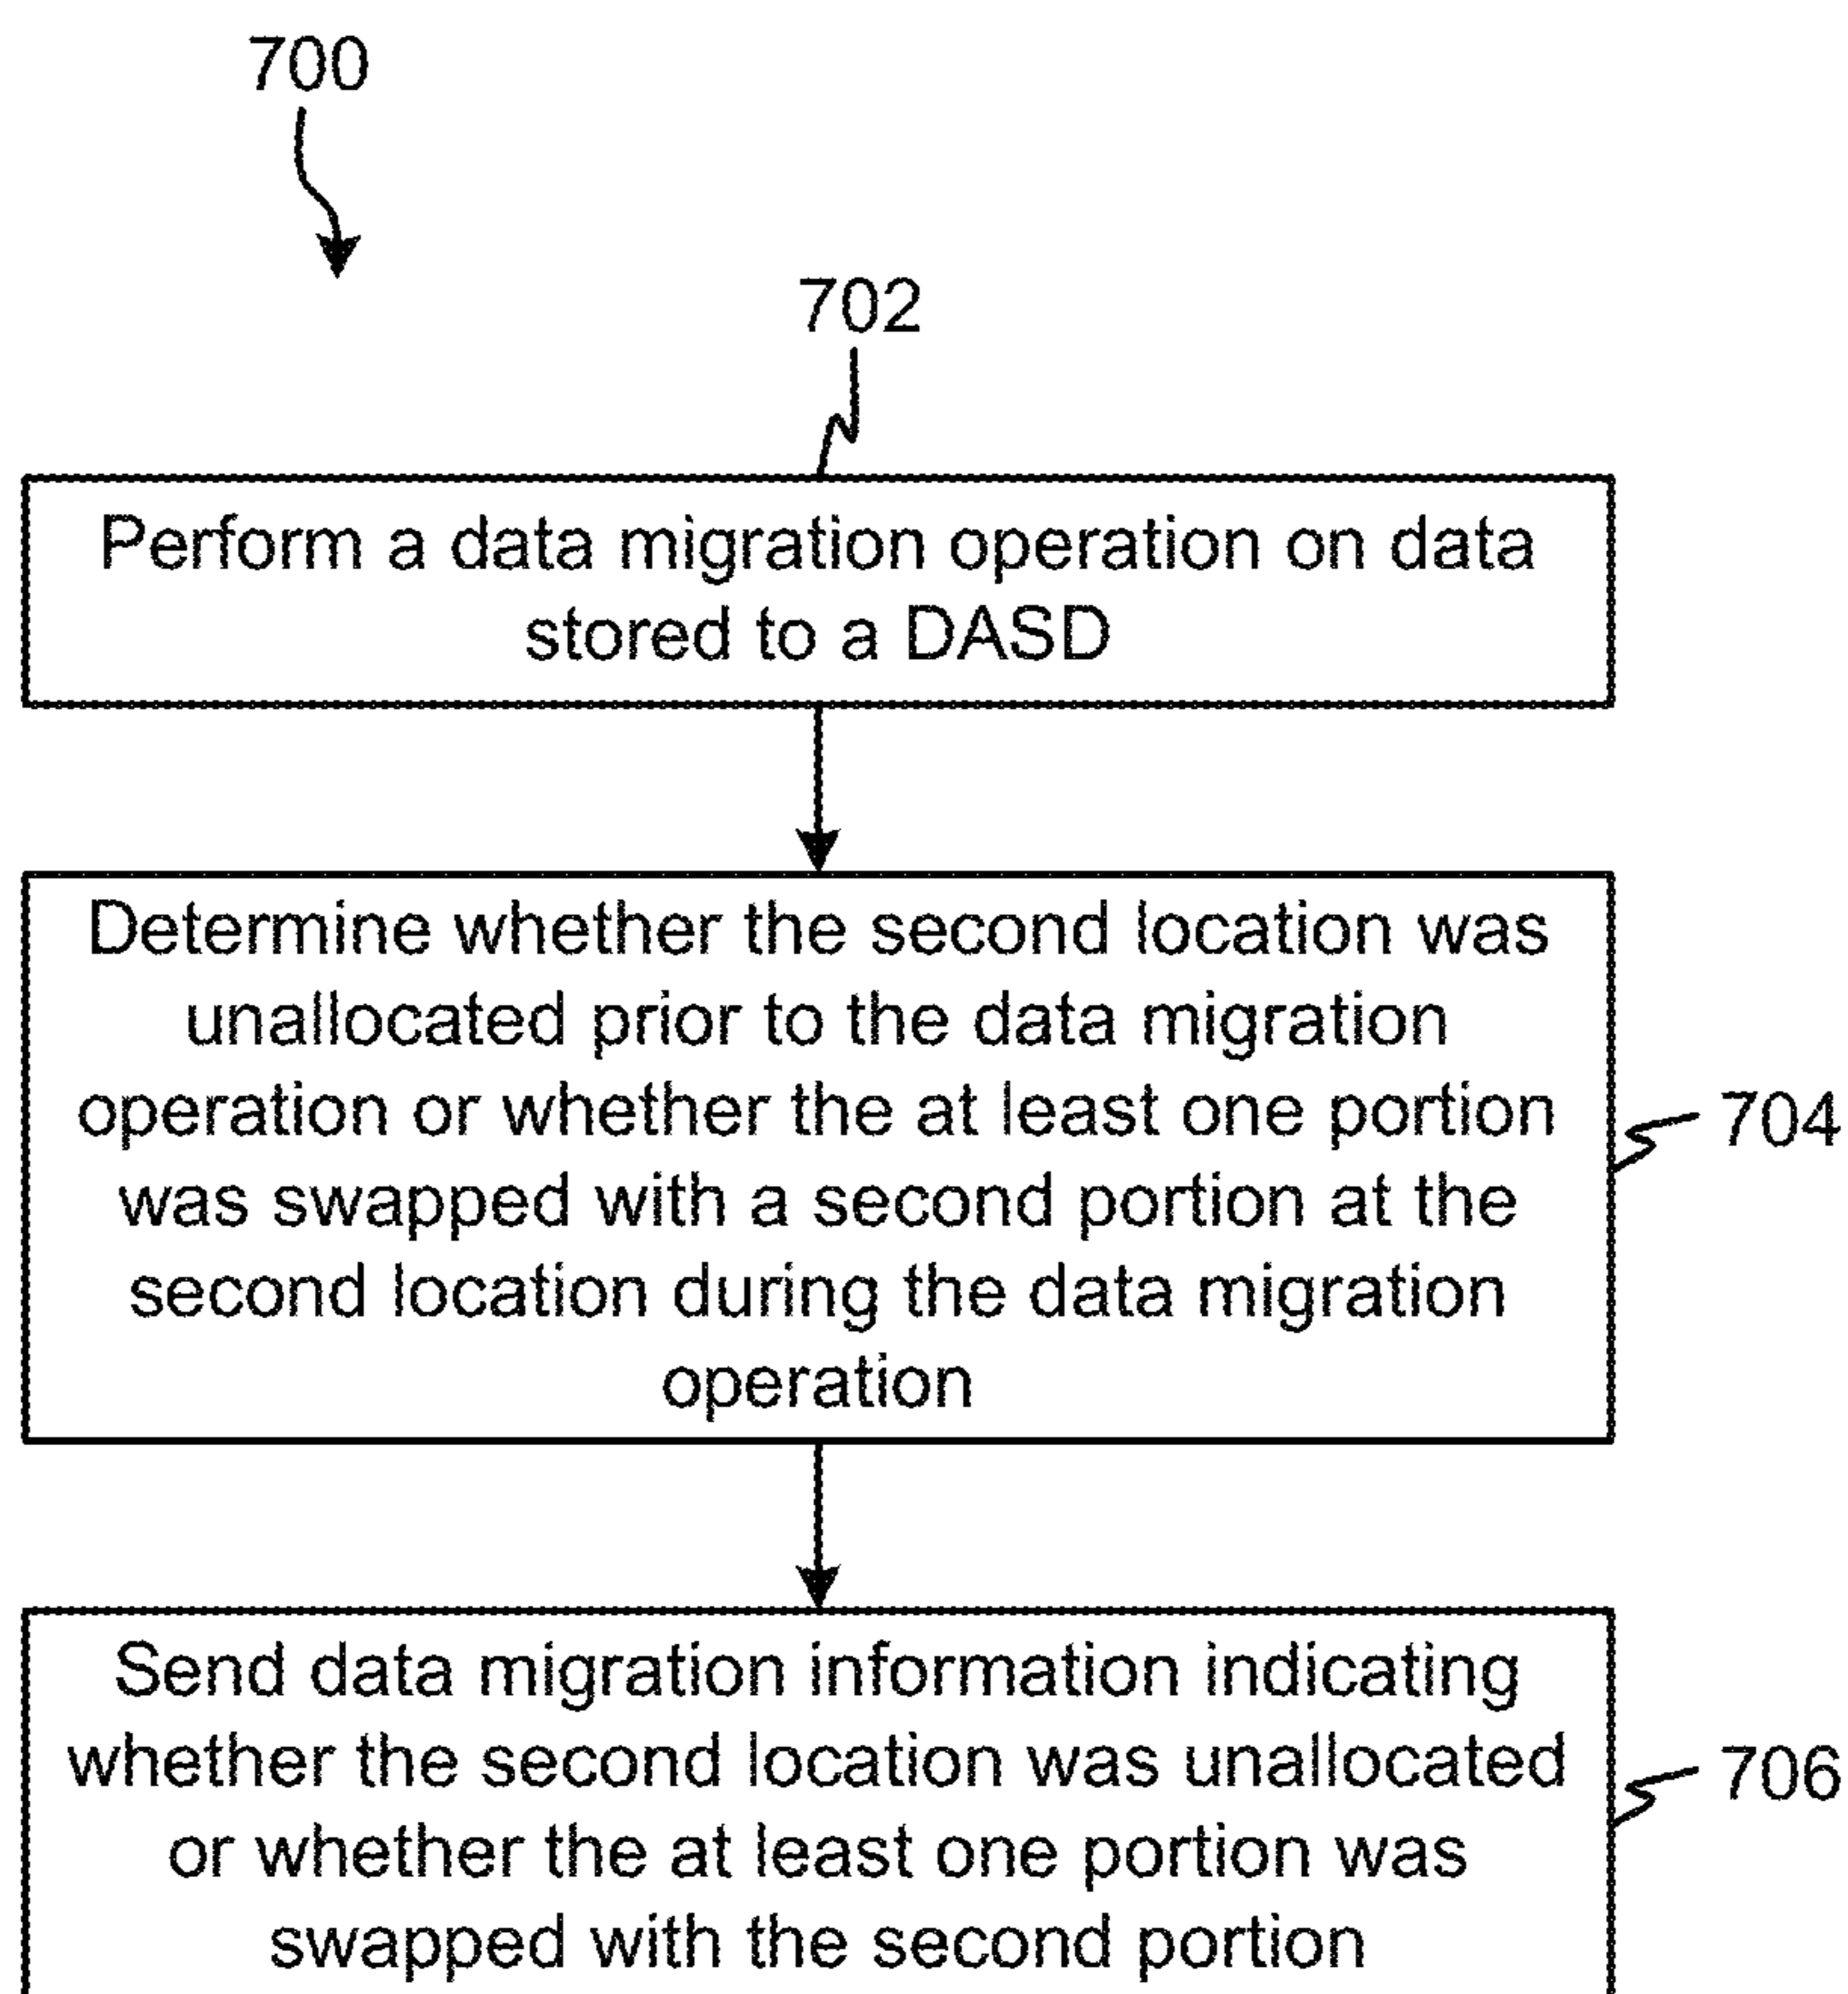 700
702
Perform a data migration operation on data
stored to a DASD
Determine whether the second location was
unallocated prior to the data migration
operation or whether the at least one portion
was swapped with a second portion at the
second location during the data migration
operation
704
Send data migration information indicating
whether the second location was unallocated
or whether the at least one portion was
swapped with the second portion
706